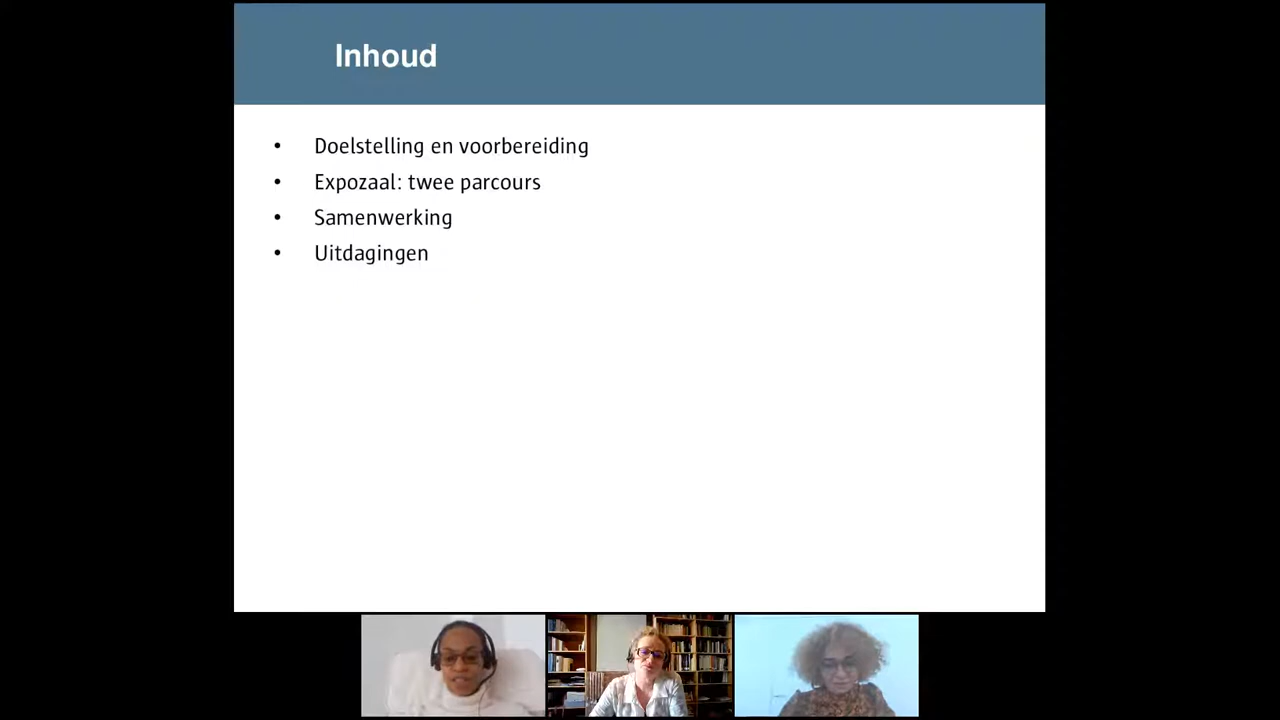 Inhoud
• Doelstelling en voorbereiding
• Expozaal: twee parcours
• Samenwerking
• Uitdagingen